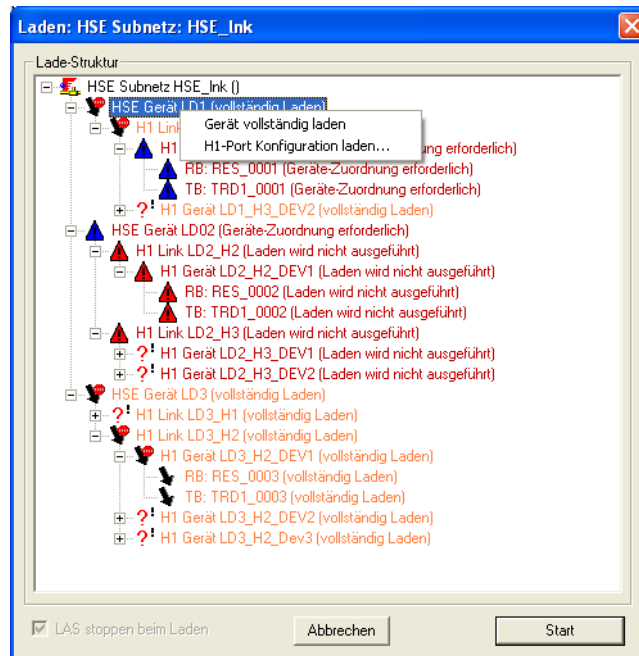 Laden: HSE Subnetz: HSE_lnk
Lade-Struktur
HSE Subnetz HSE_lnk ()
HSE Gerät LD1 (vollständig Laden)
H1 Link
Gerät vollständig laden
H1-Port Konfiguration laden...
H1 ung erforderlich)
RB: RES_0001 (Geräte-Zuordnung erforderlich)
TB: TRD1_0001 (Geräte-Zuordnung erforderlich)
?! H1 Gerät LD1_H3_DEV2 (vollständig Laden)
HSE Gerät LD02 (Geräte-Zuordnung erforderlich)
H1 Link LD2_H2 (Laden wird nicht ausgeführt)
H1 Gerät LD2_H2_DEV1 (Laden wird nicht ausgeführt)
RB: RES_0002 (Laden wird nicht ausgeführt)
TB: TRD1_0002 (Laden wird nicht ausgeführt)
H1 Link LD2_H3 (Laden wird nicht ausgeführt)
?! H1 Gerät LD2_H3_DEV1 (Laden wird nicht ausgeführt)
?! H1 Gerät LD2_H3_DEV2 (Laden wird nicht ausgeführt)
HSE Gerät LD3 (vollständig Laden)
?! H1 Link LD3_H1 (vollständig Laden)
H1 Link LD3_H2 (vollständig Laden)
H1 Gerät LD3_H2_DEV1 (vollständig Laden)
RB: RES_0003 (vollständig Laden)
TB: TRD1_0003 (vollständig Laden)
?! H1 Gerät LD3_H2_DEV2 (vollständig Laden)
?! H1 Gerät LD3_H2_Dev3 (vollständig Laden)
LAS stoppen beim Laden Abbrechen Start